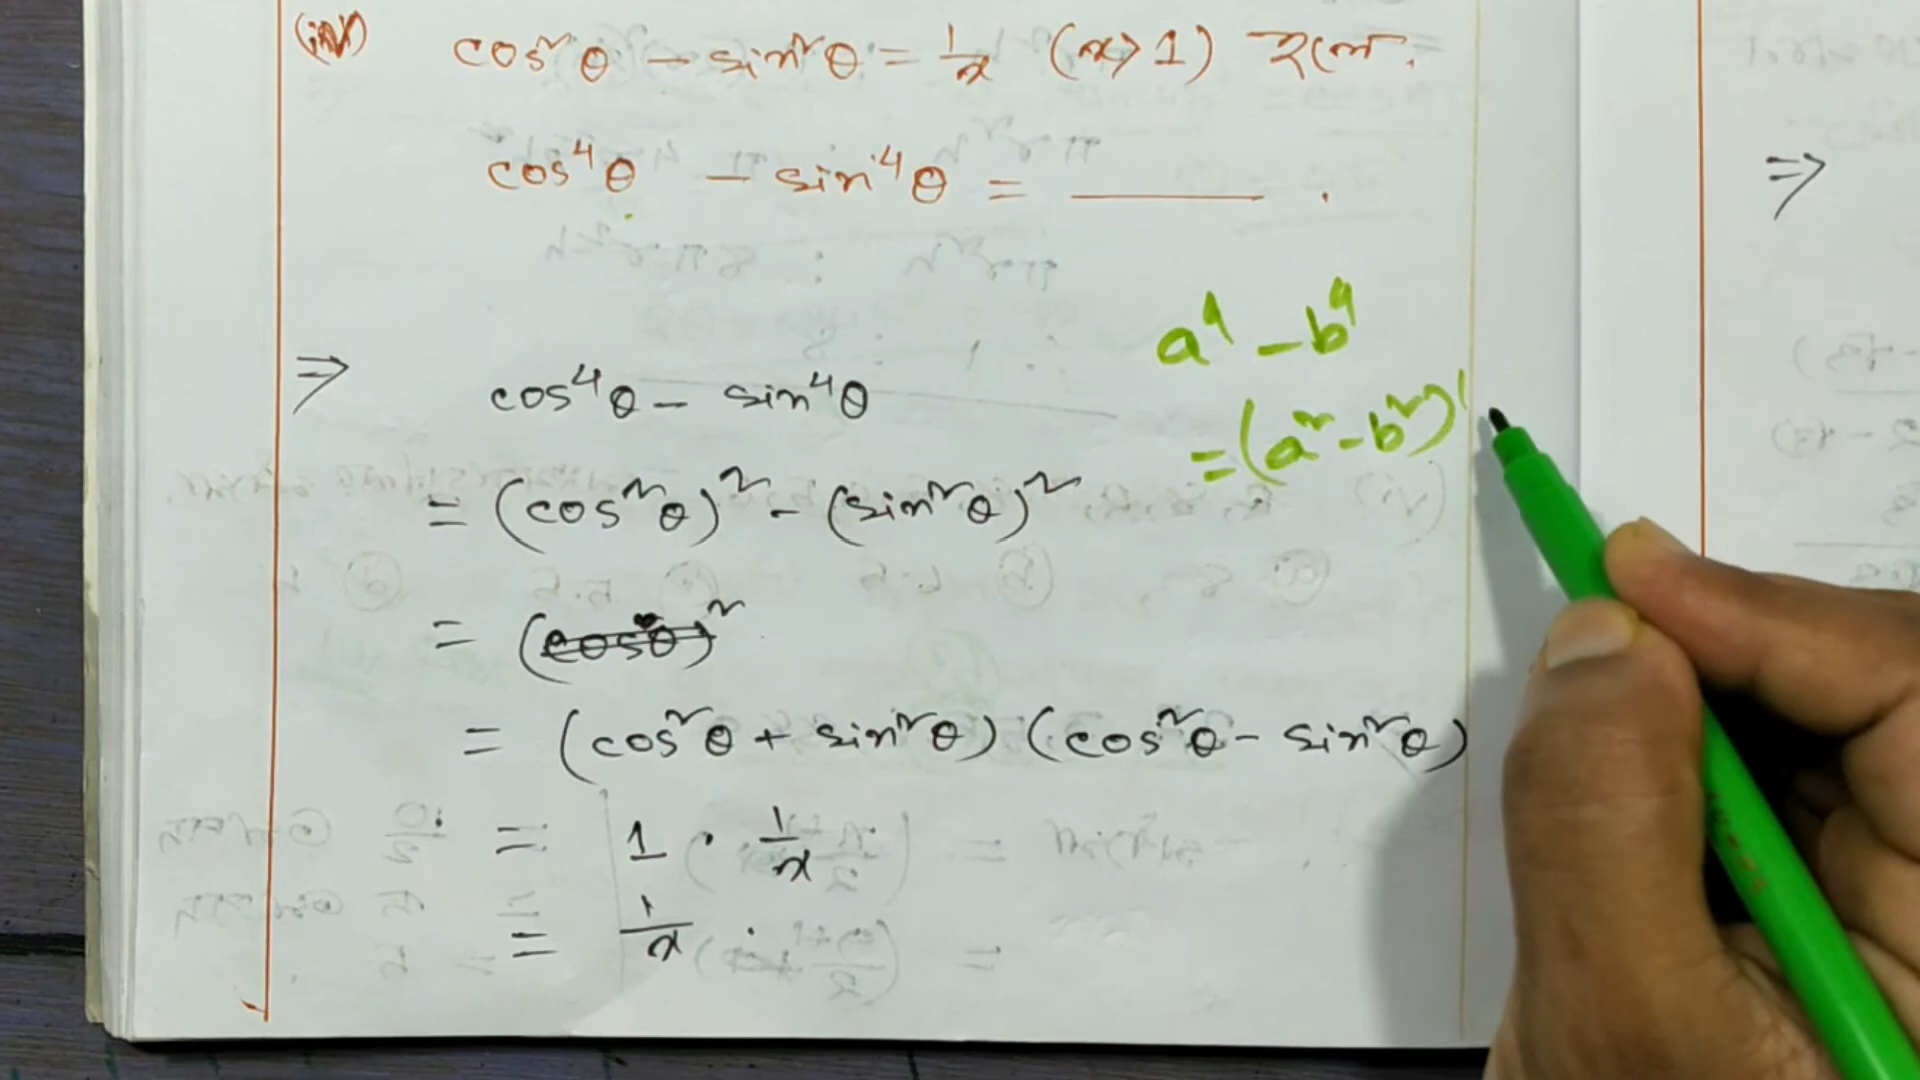 (iv) cos²θ - sin²θ = 1/x (x > 1) হলে.
cos⁴θ - sin⁴θ = ______ .
⇒ cos⁴θ - sin⁴θ
= (cos²θ)² - (sin²θ)²
= (cos²θ)²
= (cos²θ + sin²θ) (cos²θ - sin²θ)
= 1 · 1/x
= 1/x .
a⁴ - b⁴
= (a² - b²)
⇒